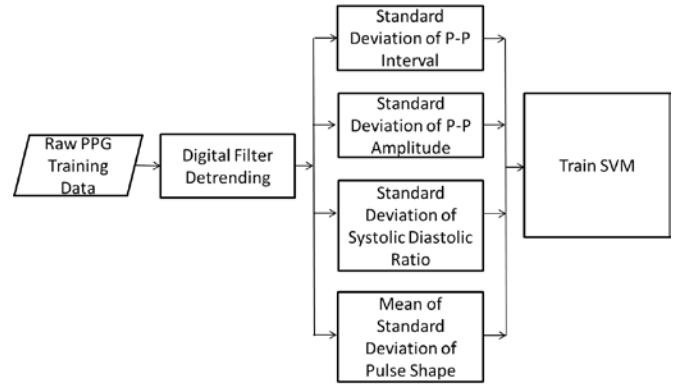 Raw PPG
Training
Data
Digital Filter
Detrending
Standard
Deviation of P-P
Interval
Standard
Deviation of P-P
Amplitude
Standard
Deviation of
Systolic Diastolic
Ratio
Mean of
Standard
Deviation of
Pulse Shape
Train SVM